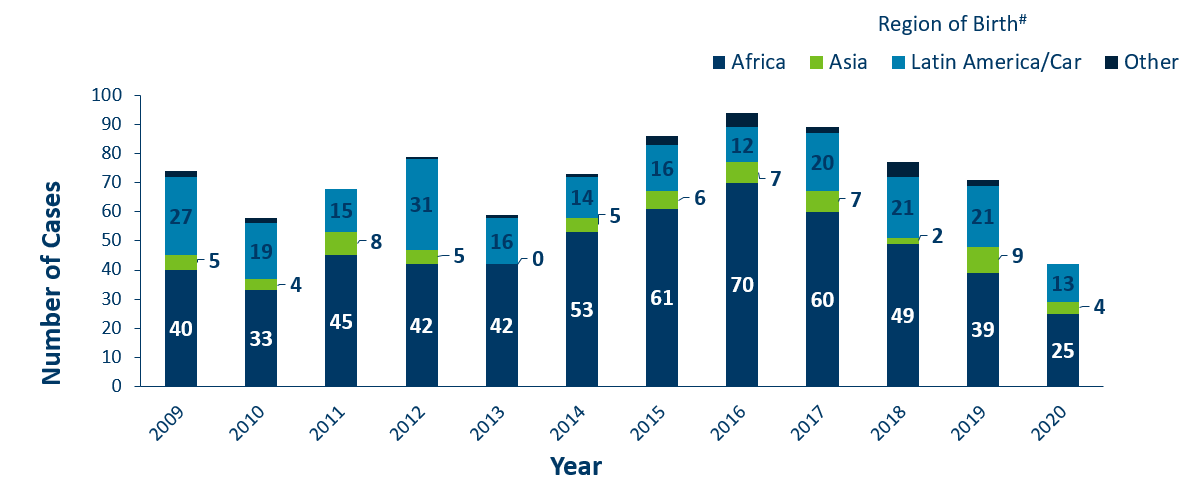 Region of Birth#
Africa Asia Latin America/Car Other
Number of Cases
100
90
80
70
60
50
40
30
20
10
0
27 5 40
19 4 33
15 8 45
31 5 42
16 0 42
14 5 53
16 6 61
12 7 70
20 7 60
21 2 49
21 9 39
13 4 25
2009 2010 2011 2012 2013 2014 2015 2016 2017 2018 2019 2020
Year